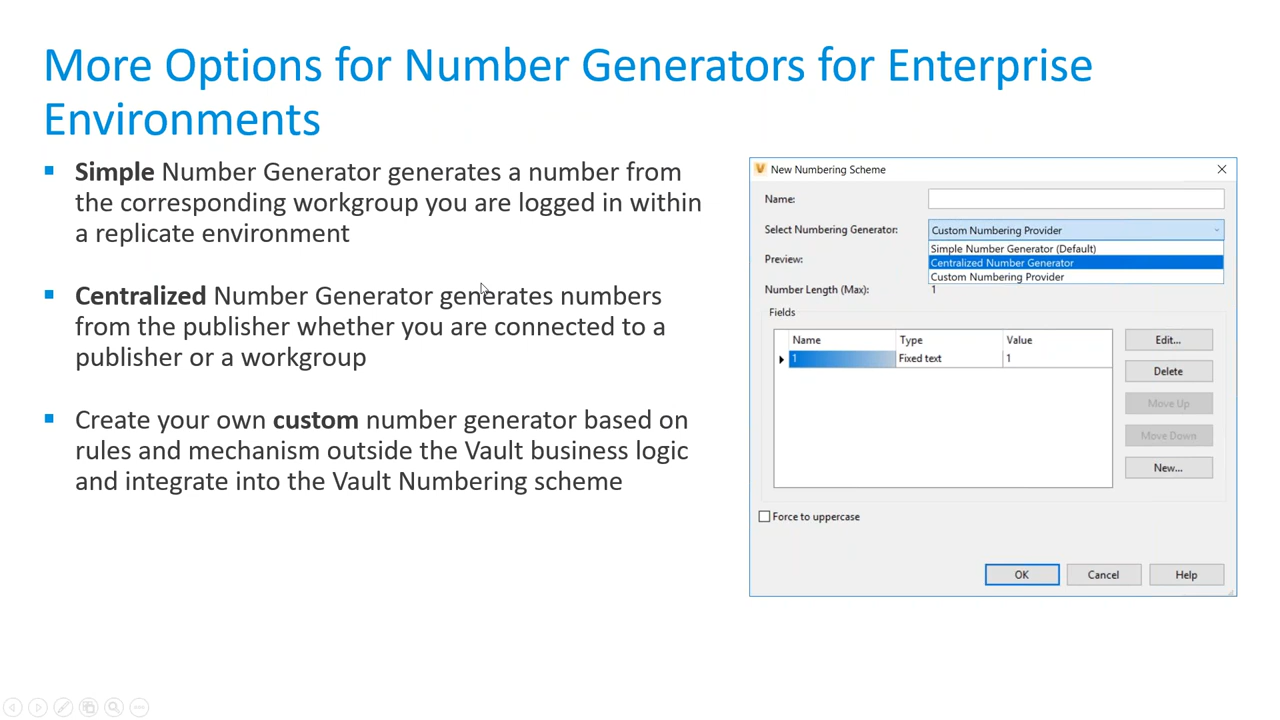 More Options for Number Generators for Enterprise
Environments
Simple Number Generator generates a number from
the corresponding workgroup you are logged in within
a replicate environment
Centralized Number Generator generates numbers
from the publisher whether you are connected to a
publisher or a workgroup
Create your own custom number generator based on
rules and mechanism outside the Vault business logic
and integrate into the Vault Numbering scheme
New Numbering Scheme
Name:
Select Numbering Generator: Custom Numbering Provider
Simple Number Generator (Default)
Preview: Centralized Number Generator
Custom Numbering Provider
Number Length (Max): 1
Fields
Name Type Value Edit...
1 Fixed text 1
Delete
Move Up
Move Down
New...
Force to uppercase
OK Cancel Help